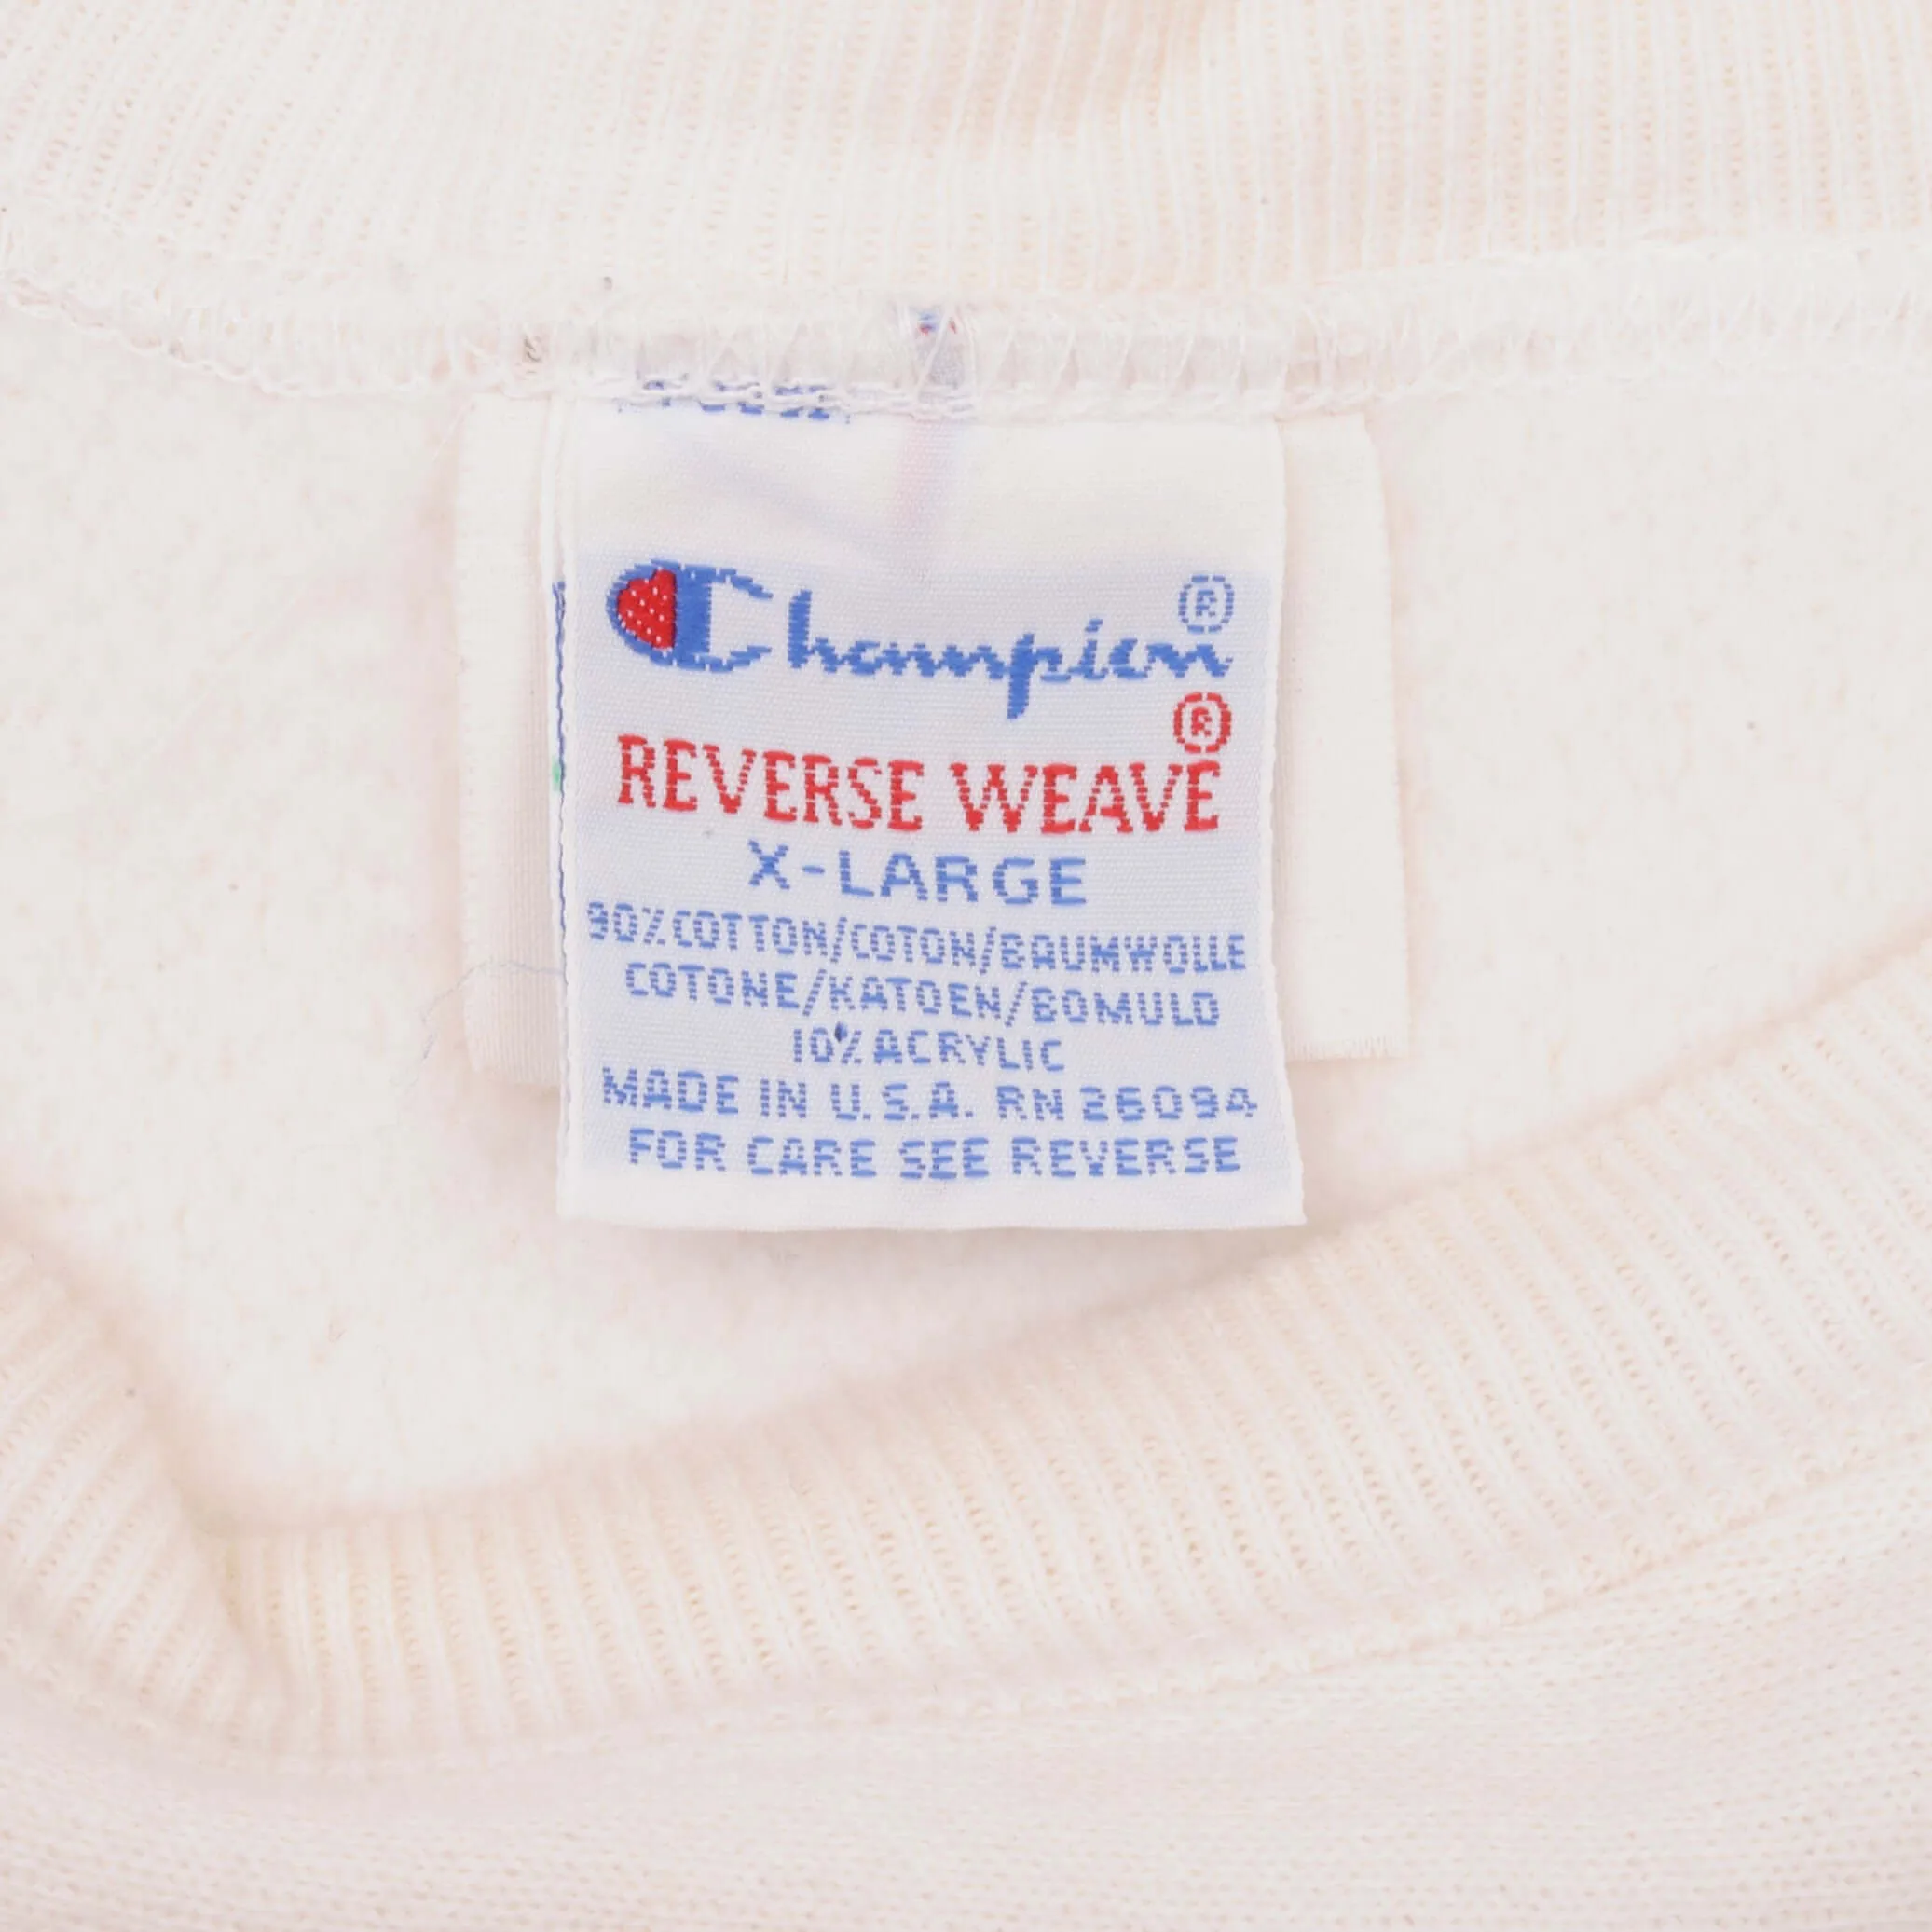 Champion®
REVERSE WEAVE®
X-LARGE
90% COTTON/COTON/BAUMWOLLE
COTONE/KATOEN/BOMULD
10% ACRYLIC
MADE IN U.S.A. RN 26094
FOR CARE SEE REVERSE